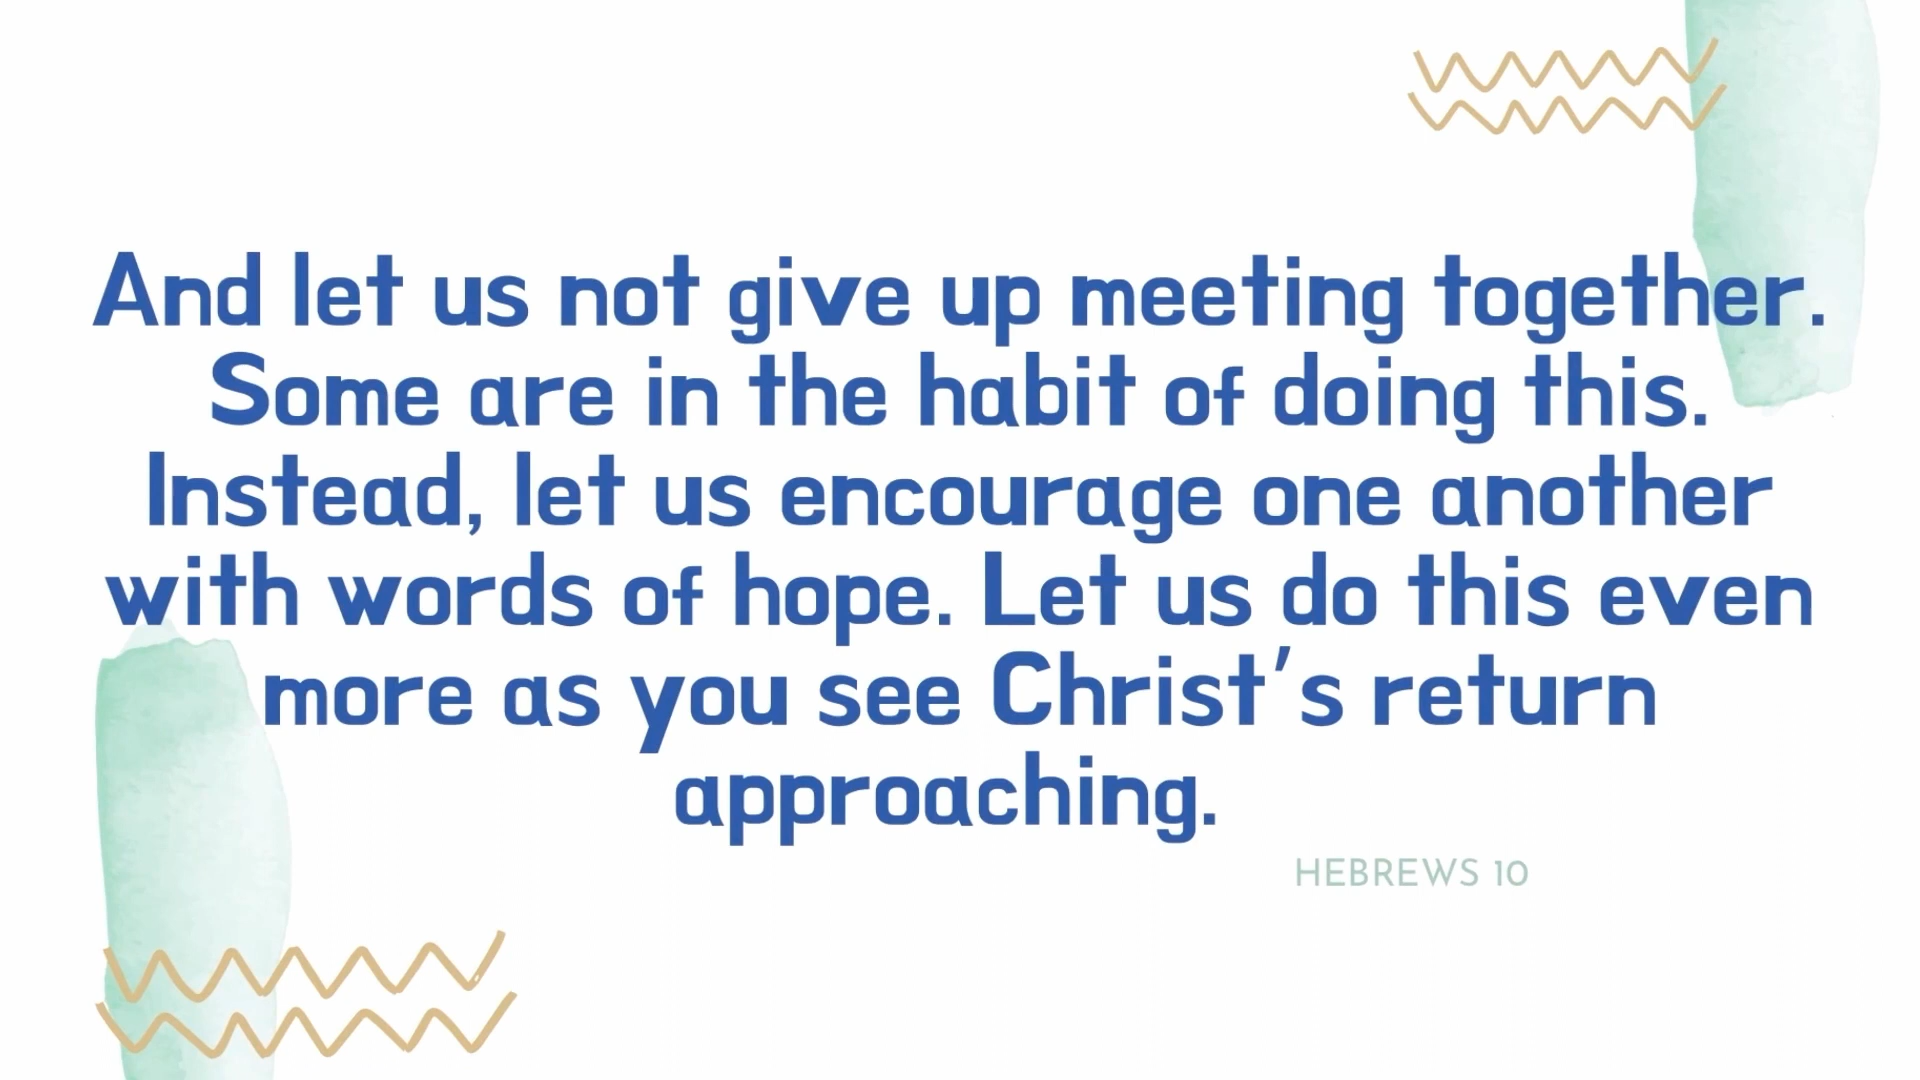 And let us not give up meeting together.
Some are in the habit of doing this.
Instead, let us encourage one another
with words of hope. Let us do this even
more as you see Christ's return
approaching.
HEBREWS 10